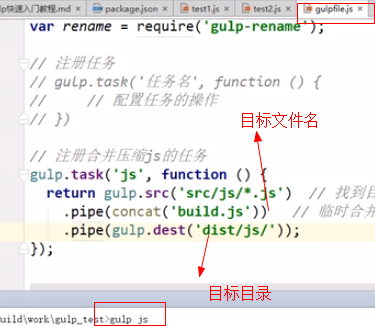 lp快速入门教程.md package.json test1.js test2.js gulpfile.js
var rename = require('gulp-rename');
// 注册任务
// gulp.task('任务名', function () {
// // 配置任务的操作
// })
目标文件名
// 注册合并压缩js的任务
gulp.task('js', function () {
return gulp.src('src/js/*.js') // 找到
.pipe(concat('build.js')) // 临时合并
.pipe(gulp.dest('dist/js/'));
});
目标目录
uild\work\gulp_test>gulp js